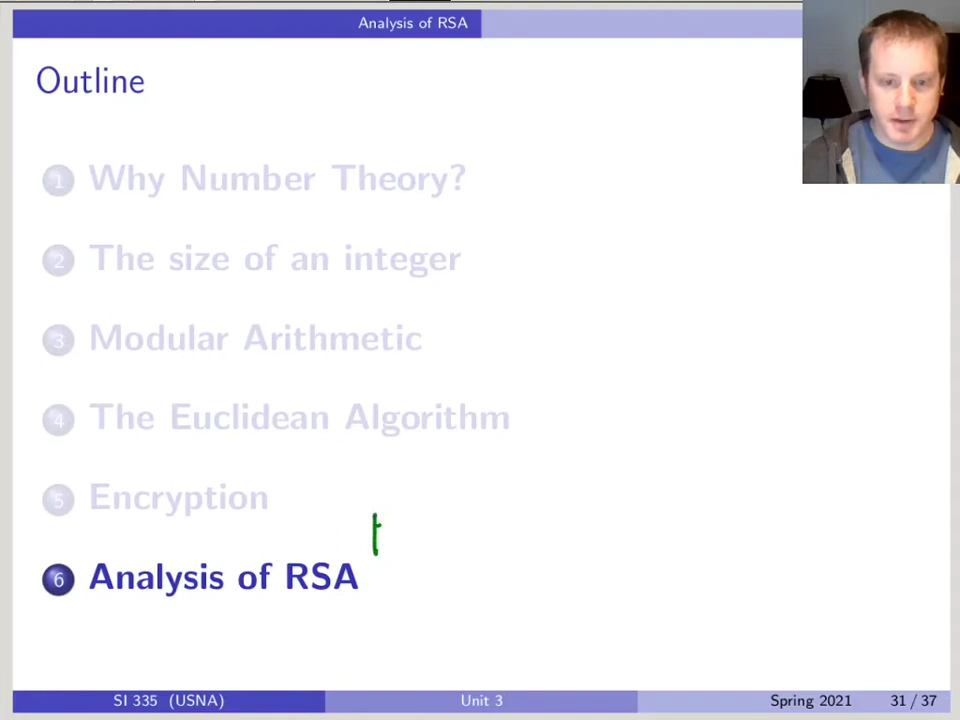 Analysis of RSA
Outline
1 Why Number Theory?
2 The size of an integer
3 Modular Arithmetic
4 The Euclidean Algorithm
5 Encryption
6 Analysis of RSA
SI 335 (USNA) Unit 3 Spring 2021 31 / 37